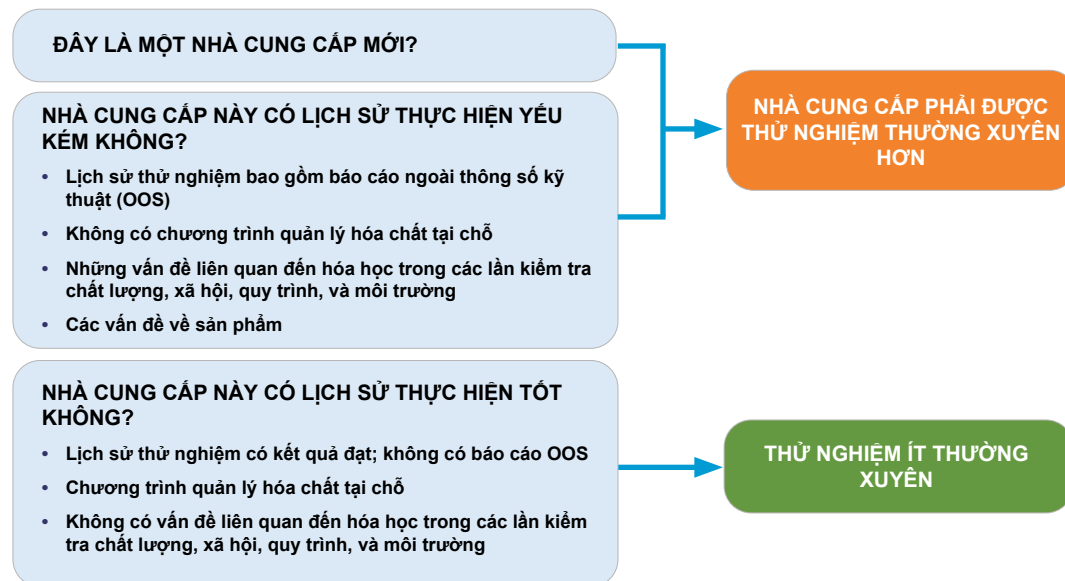 ĐÂY LÀ MỘT NHÀ CUNG CẤP MỚI?
NHÀ CUNG CẤP NÀY CÓ LỊCH SỬ THỰC HIỆN YẾU
KÉM KHÔNG?
• Lịch sử thử nghiệm bao gồm báo cáo ngoài thông số kỹ
thuật (OOS)
• Không có chương trình quản lý hóa chất tại chỗ
• Những vấn đề liên quan đến hóa học trong các lần kiểm tra
chất lượng, xã hội, quy trình, và môi trường
• Các vấn đề về sản phẩm
NHÀ CUNG CẤP PHẢI ĐƯỢC
THỬ NGHIỆM THƯỜNG XUYÊN
HƠN
NHÀ CUNG CẤP NÀY CÓ LỊCH SỬ THỰC HIỆN TỐT
KHÔNG?
• Lịch sử thử nghiệm có kết quả đạt; không có báo cáo OOS
• Chương trình quản lý hóa chất tại chỗ
• Không có vấn đề liên quan đến hóa học trong các lần kiểm
tra chất lượng, xã hội, quy trình, và môi trường
THỬ NGHIỆM ÍT THƯỜNG
XUYÊN